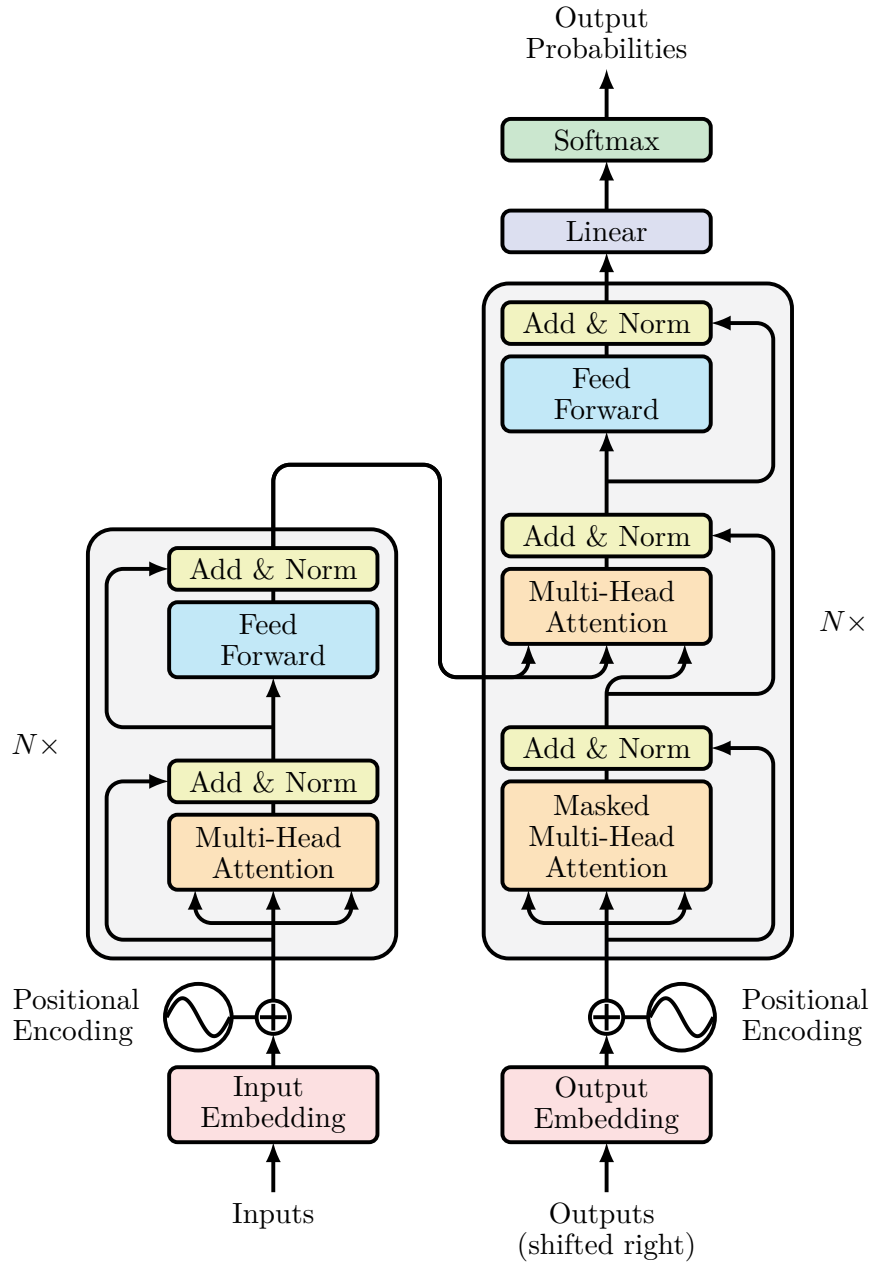 Output
Probabilities
Softmax
Linear
Add & Norm
Feed
Forward
Add & Norm
Multi-Head
Attention
Add & Norm
Masked
Multi-Head
Attention
N×
Add & Norm
Feed
Forward
Add & Norm
Multi-Head
Attention
N×
Positional
Encoding
Positional
Encoding
Input
Embedding
Output
Embedding
Inputs
Outputs
(shifted right)